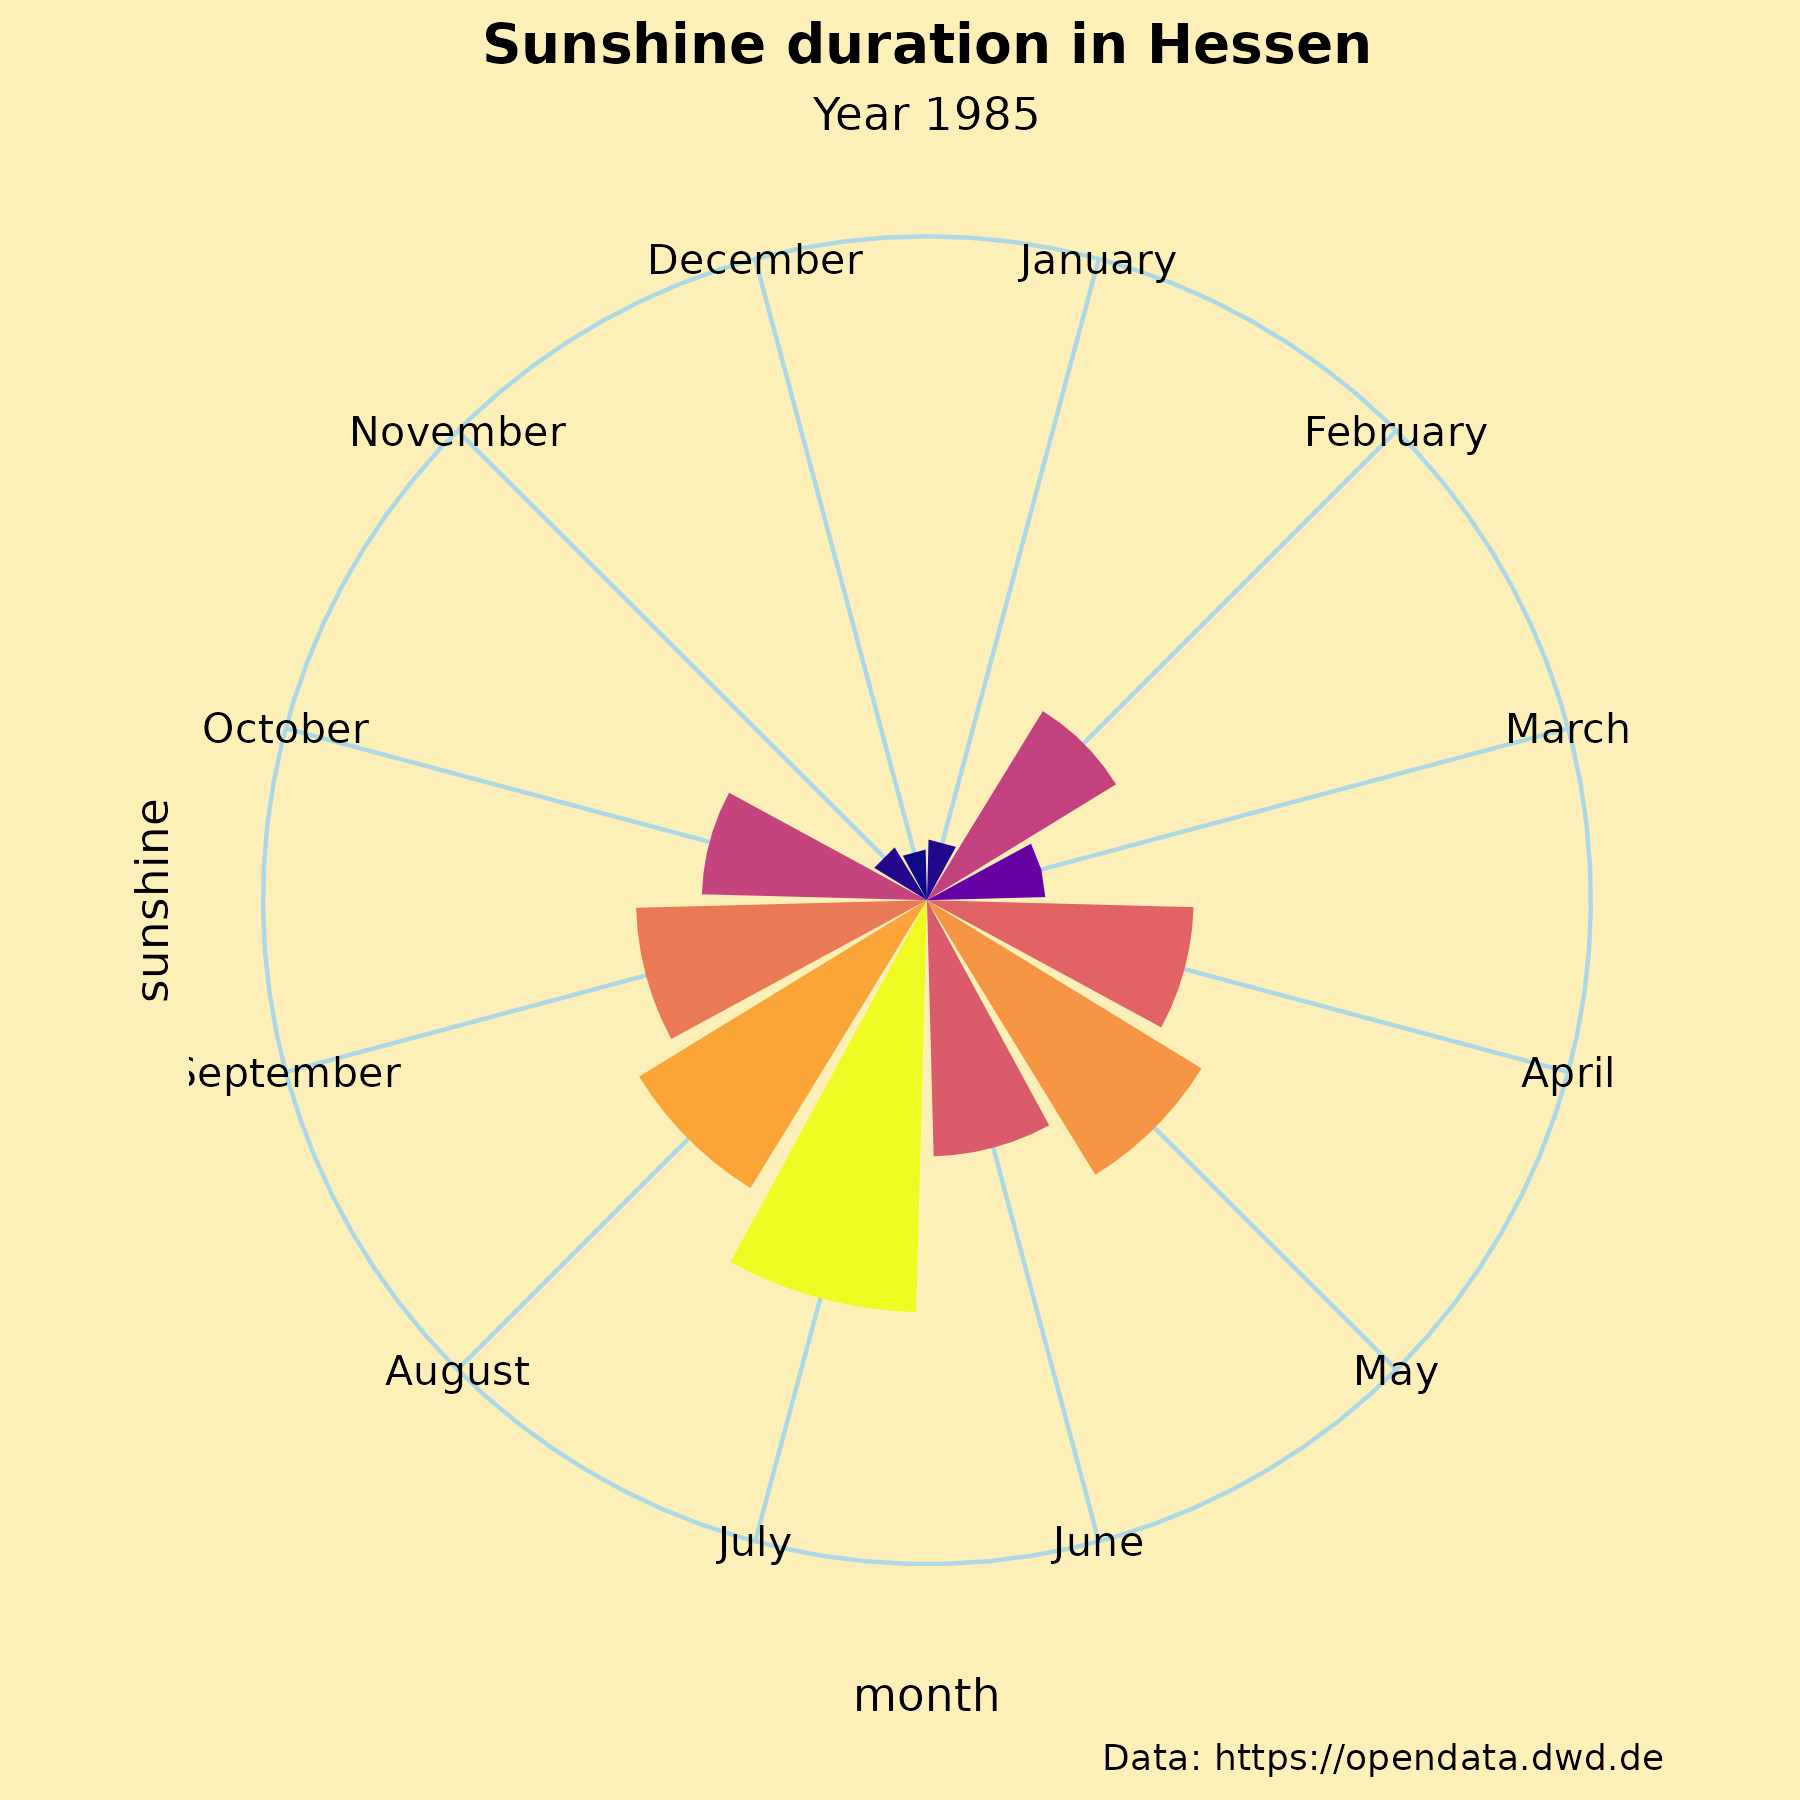 Sunshine duration in Hessen
Year 1985
December
January
November
February
October
March
sunshine
September
April
August
May
July
June
month
Data: https://opendata.dwd.de